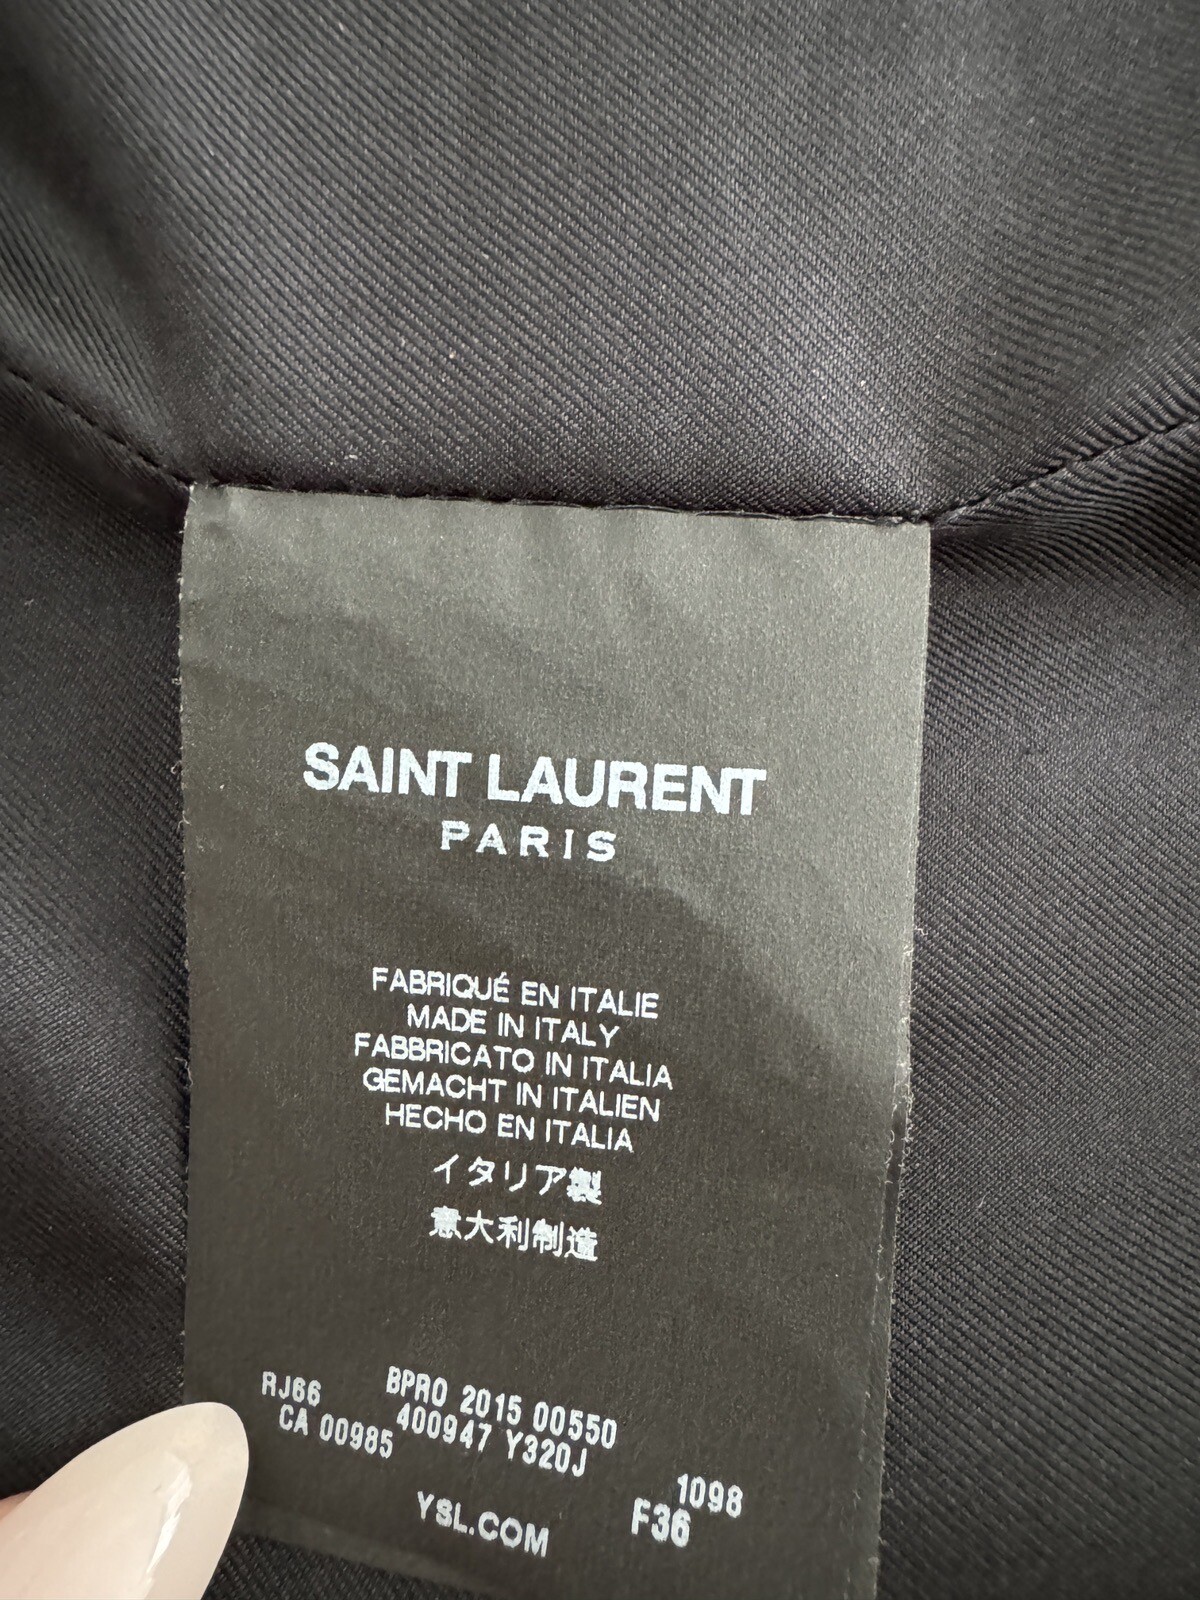 SAINT LAURENT
PARIS
FABRIQUÉ EN ITALIE
MADE IN ITALY
FABBRICATO IN ITALIA
GEMACHT IN ITALIEN
HECHO EN ITALIA
イタリア製
意大利制造
RJ66 BPRO 2015 00550
CA 00985 400947 Y320J 1098
YSL.COM F36